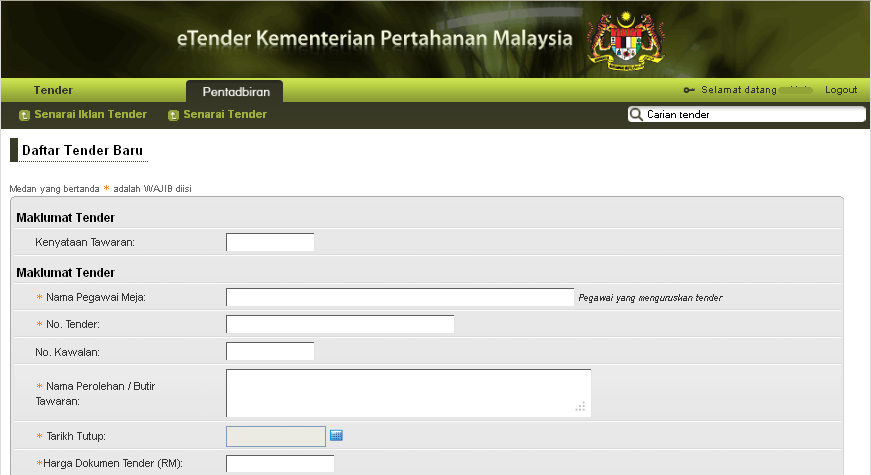 eTender Kementerian Pertahanan Malaysia
Tender
Pentadbiran
Selamat datang
Logout
Senarai Iklan Tender
Senarai Tender
Carian tender
Daftar Tender Baru
Medan yang bertanda * adalah WAJIB diisi
Maklumat Tender
Kenyataan Tawaran:
Maklumat Tender
* Nama Pegawai Meja:
Pegawai yang menguruskan tender
* No. Tender:
No. Kawalan:
* Nama Perolehan / Butir
Tawaran:
* Tarikh Tutup:
*Harga Dokumen Tender (RM):